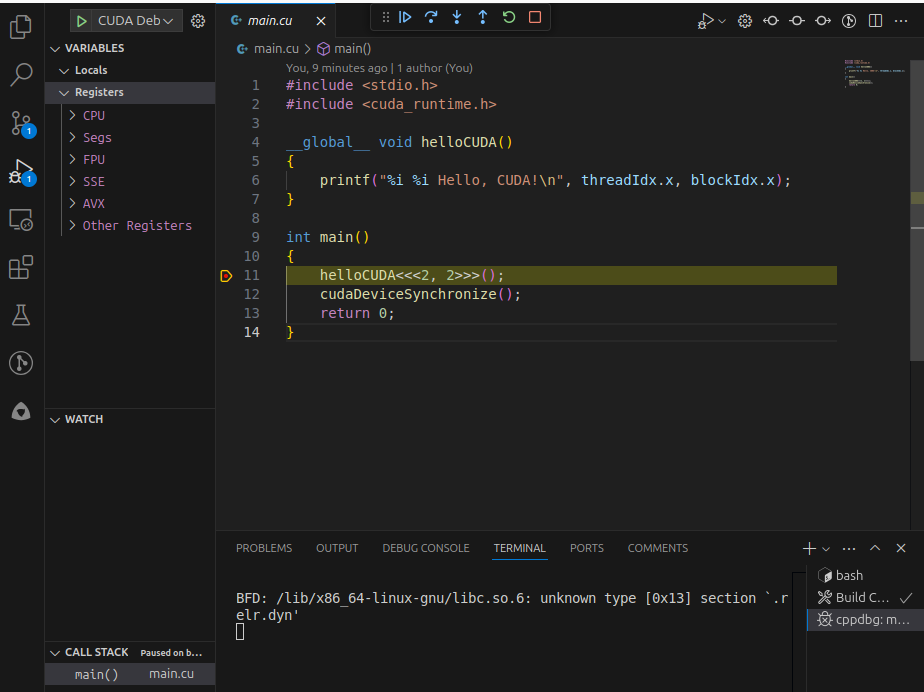 CUDA Deb
main.cu
VARIABLES
Locals
Registers
CPU
Segs
FPU
SSE
AVX
Other Registers
WATCH
CALL STACK Paused on b...
main() main.cu
1
1
main.cu > main()
You, 9 minutes ago | 1 author (You)
1 #include <stdio.h>
2 #include <cuda_runtime.h>
3
4 __global__ void helloCUDA()
5 {
6 printf("%i %i Hello, CUDA!\n", threadIdx.x, blockIdx.x);
7 }
8
9 int main()
10 {
11 helloCUDA<<<2, 2>>>();
12 cudaDeviceSynchronize();
13 return 0;
14 }
PROBLEMS OUTPUT DEBUG CONSOLE TERMINAL PORTS COMMENTS
BFD: /lib/x86_64-linux-gnu/libc.so.6: unknown type [0x13] section `.r
elr.dyn'
bash
Build C...
cppdbg: m...